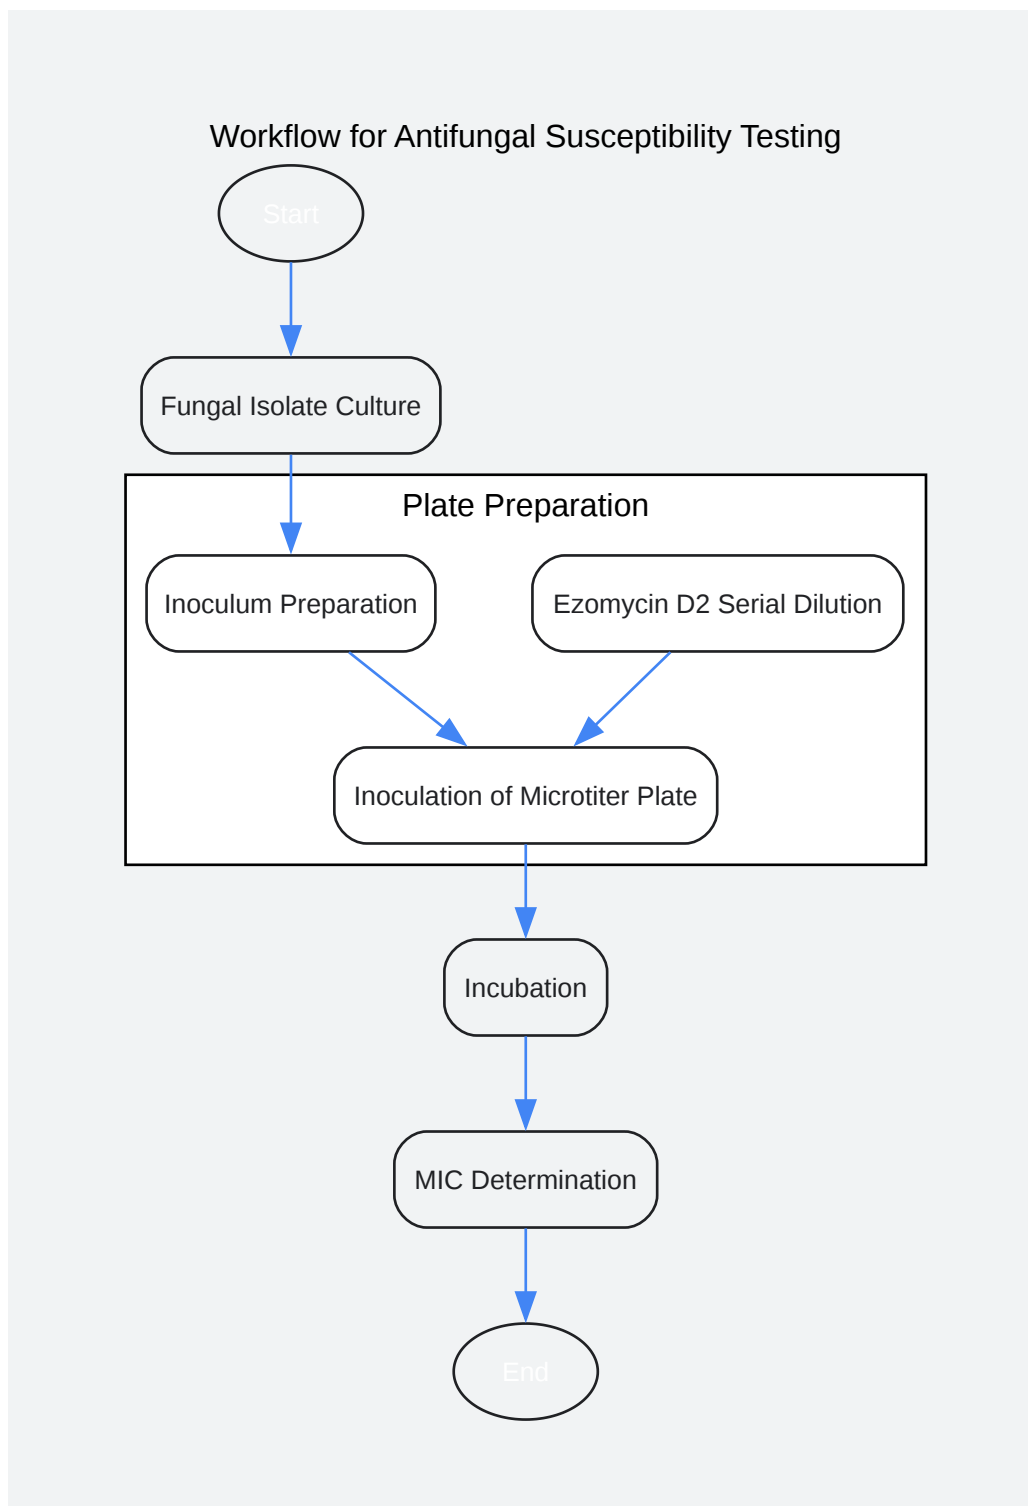 Workflow for Antifungal Susceptibility Testing
Start
Fungal Isolate Culture
Plate Preparation
Inoculum Preparation
Ezomycin D2 Serial Dilution
Inoculation of Microtiter Plate
Incubation
MIC Determination
End